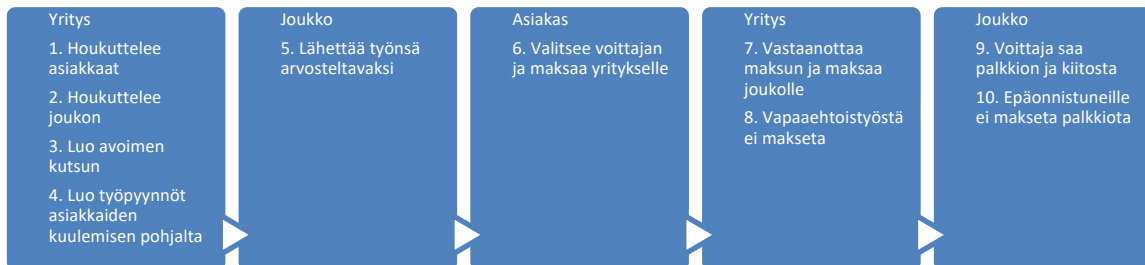 Yritys
1. Houkuttelee
asiakkaat
2. Houkuttelee
joukon
3. Luo avoimen
kutsun
4. Luo työpyynnöt
asiakkaiden
kuulemisen pohjalta
Joukko
5. Lähettää työnsä
arvosteltavaksi
Asiakas
6. Valitsee voittajan
ja maksaa yritykselle
Yritys
7. Vastaanottaa
maksun ja maksaa
joukolle
8. Vapaaehtoistyöstä
ei makseta
Joukko
9. Voittaja saa
palkkion ja kiitosta
10. Epäonnistuneille
ei makseta palkkiota